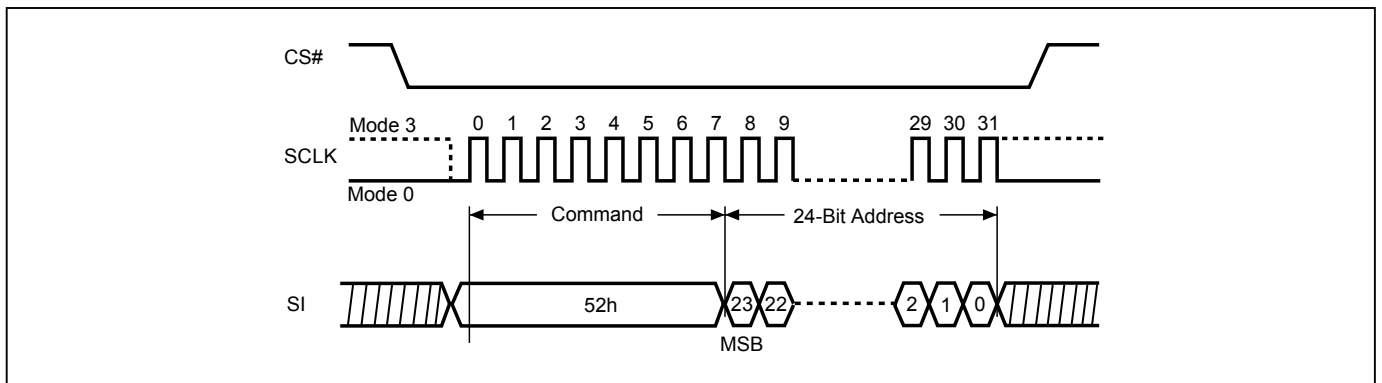 CS#
Mode 3 0 1 2 3 4 5 6 7 8 9 29 30 31
SCLK
Mode 0
Command 24-Bit Address
SI 52h 23 22 2 1 0
MSB